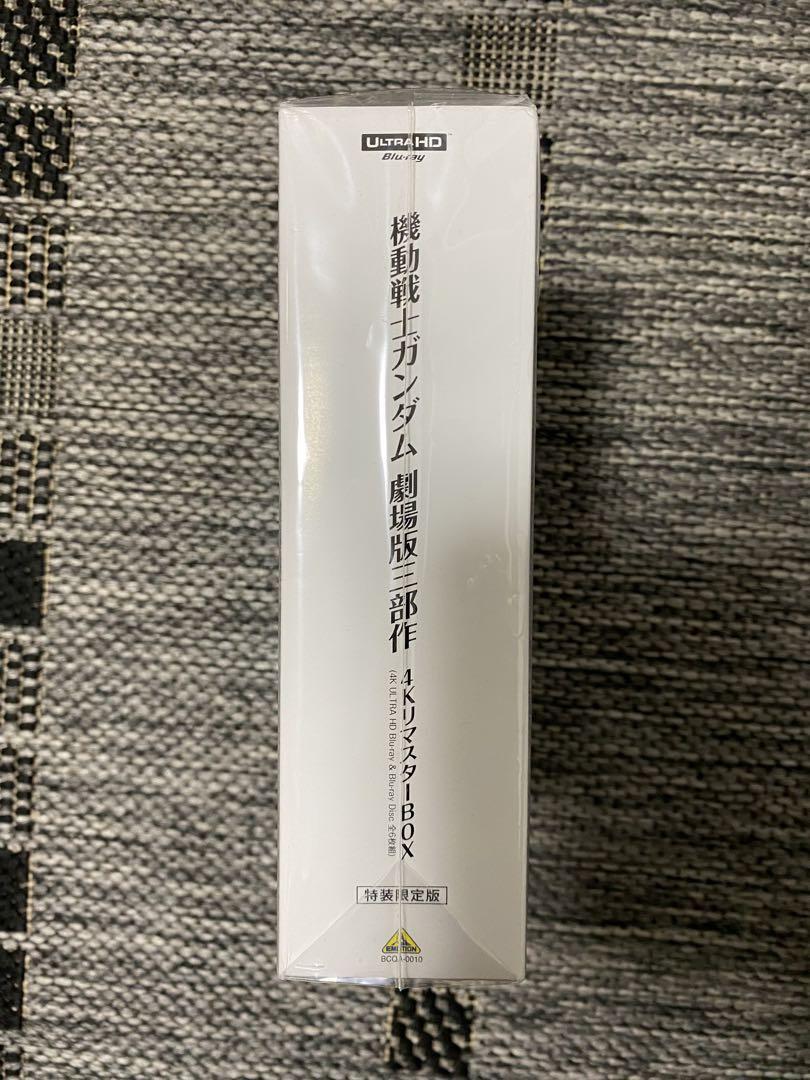 ULTRA HD™
Blu-ray
機動戦士ガンダム 劇場版三部作
4KリマスターBOX
(4K ULTRA HD Blu-ray & Blu-ray Disc 全6枚組)
特装限定版
EMOTION
BCQA-0010